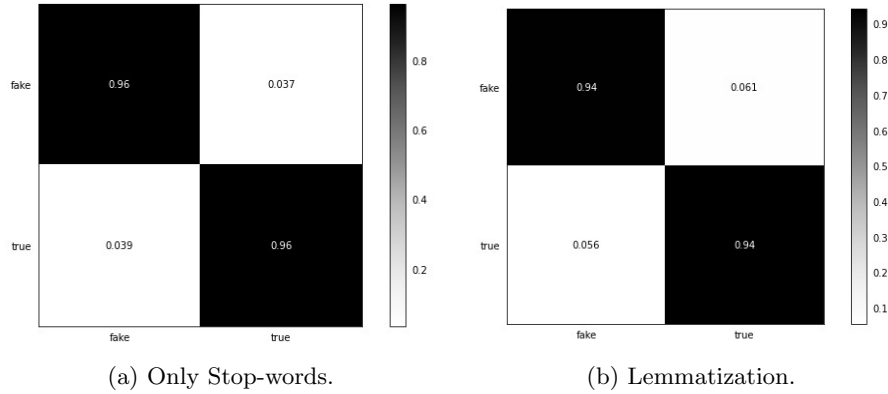 fake
0.96
0.037
true
0.039
0.96
fake
true
0.8
0.6
0.4
0.2
(a) Only Stop-words.
fake
0.94
0.061
true
0.056
0.94
fake
true
0.9
0.8
0.7
0.6
0.5
0.4
0.3
0.2
0.1
(b) Lemmatization.